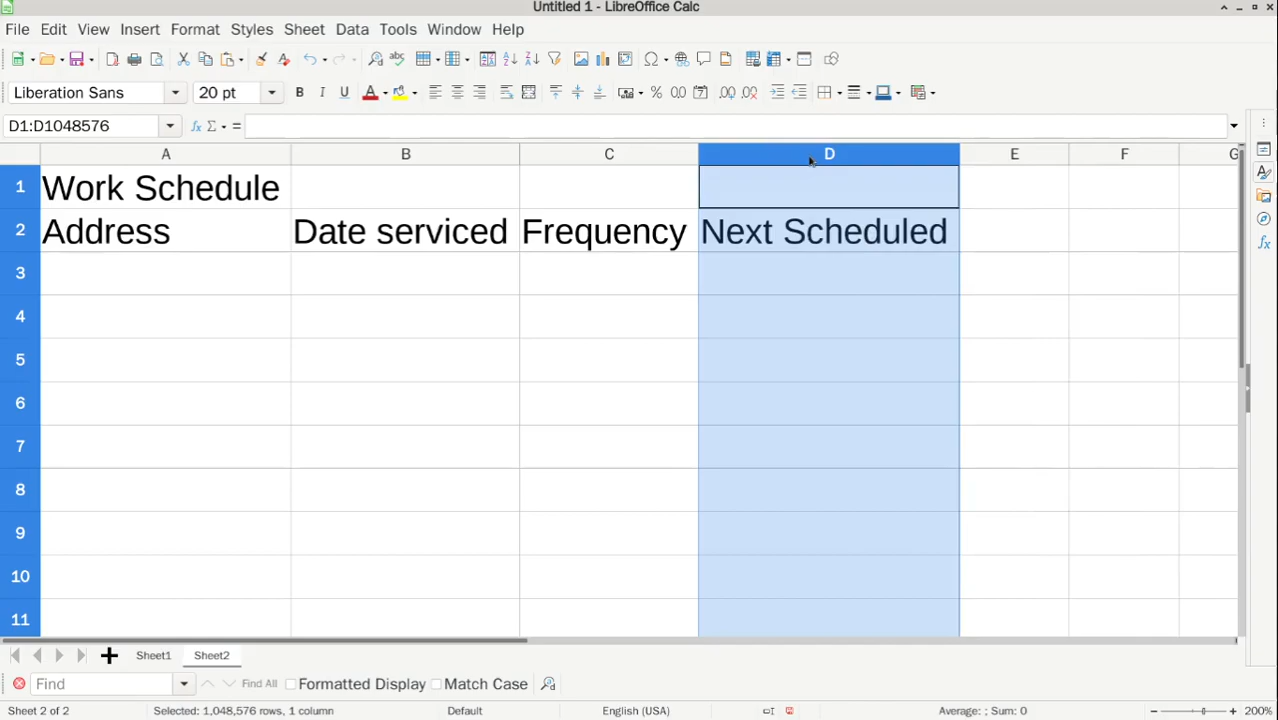 Untitled 1 - LibreOffice Calc
File Edit View Insert Format Styles Sheet Data Tools Window Help
Liberation Sans 20 pt
D1:D1048576
A B C D E F G
1 Work Schedule
2 Address Date serviced Frequency Next Scheduled
3
4
5
6
7
8
9
10
11
Sheet1 Sheet2
Find Find All Formatted Display Match Case
Sheet 2 of 2 Selected: 1,048,576 rows, 1 column Default English (USA) Average: ; Sum: 0 200%